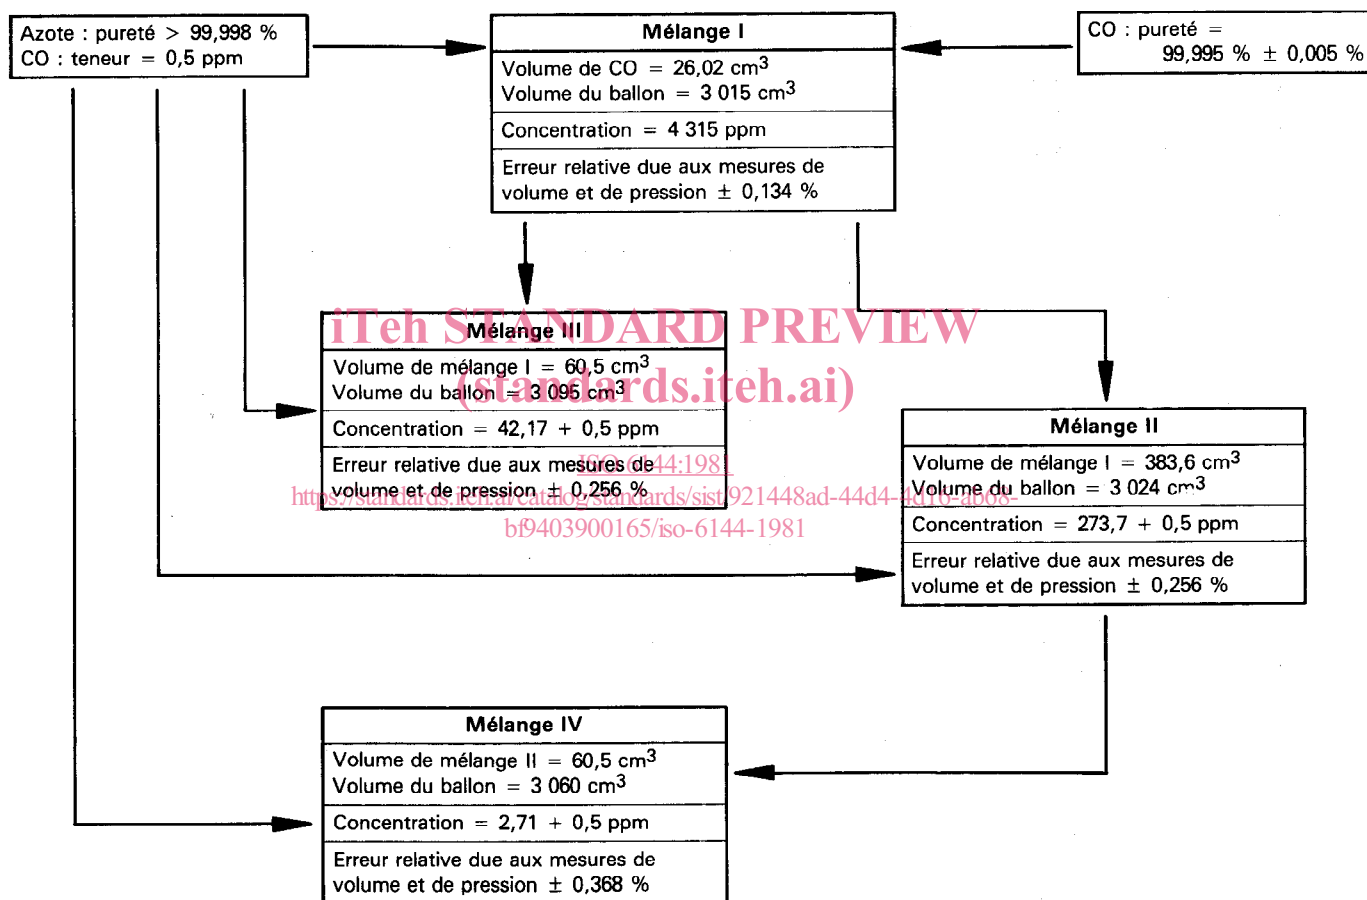 Azote : pureté > 99,998 %
CO : teneur = 0,5 ppm
Mélange I
Volume de CO = 26,02 cm³
Volume du ballon = 3 015 cm³
Concentration = 4 315 ppm
Erreur relative due aux mesures de
volume et de pression ± 0,134 %
CO : pureté =
99,995 % ± 0,005 %
iTeh STANDARD PREVIEW
(standards.iteh.ai)
Mélange III
Volume de mélange I = 60,5 cm³
Volume du ballon = 3 095 cm³
Concentration = 42,17 + 0,5 ppm
Erreur relative due aux mesures de
volume et de pression ± 0,256 %
ISO 6144:1981
https://standards.iteh.ai/catalog/standards/sist/921448ad-44d4-4d16-ab68-
bf9403900165/iso-6144-1981
Mélange II
Volume de mélange I = 383,6 cm³
Volume du ballon = 3 024 cm³
Concentration = 273,7 + 0,5 ppm
Erreur relative due aux mesures de
volume et de pression ± 0,256 %
Mélange IV
Volume de mélange II = 60,5 cm³
Volume du ballon = 3 060 cm³
Concentration = 2,71 + 0,5 ppm
Erreur relative due aux mesures de
volume et de pression ± 0,368 %